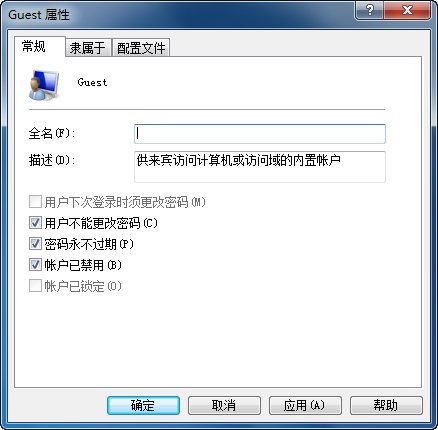 Guest 属性
常规 隶属于 配置文件
Guest
全名(F):
描述(D): 供来宾访问计算机或访问域的内置帐户
用户下次登录时须更改密码(M)
用户不能更改密码(C)
密码永不过期(P)
帐户已禁用(B)
帐户已锁定(O)
确定 取消 应用(A) 帮助